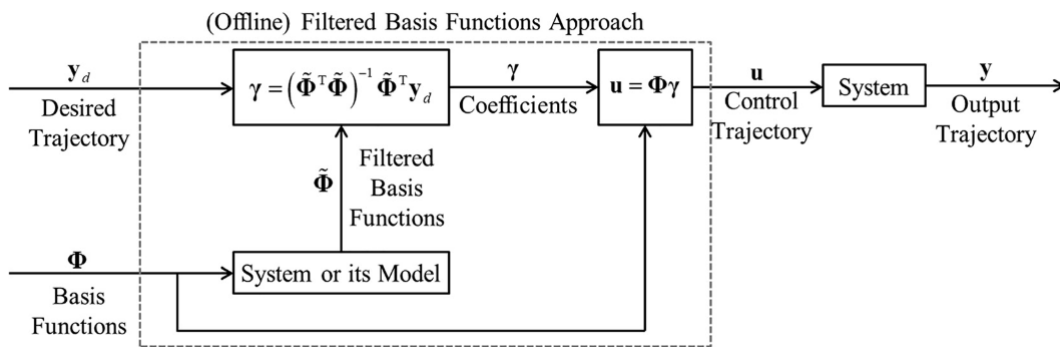 (Offline) Filtered Basis Functions Approach
y_d
Desired
Trajectory
γ = (Φ̃ᵀΦ̃)⁻¹ Φ̃ᵀy_d
γ
Coefficients
u = Φγ
u
Control
Trajectory
System
y
Output
Trajectory
Φ̃
Filtered
Basis
Functions
Φ
Basis
Functions
System or its Model